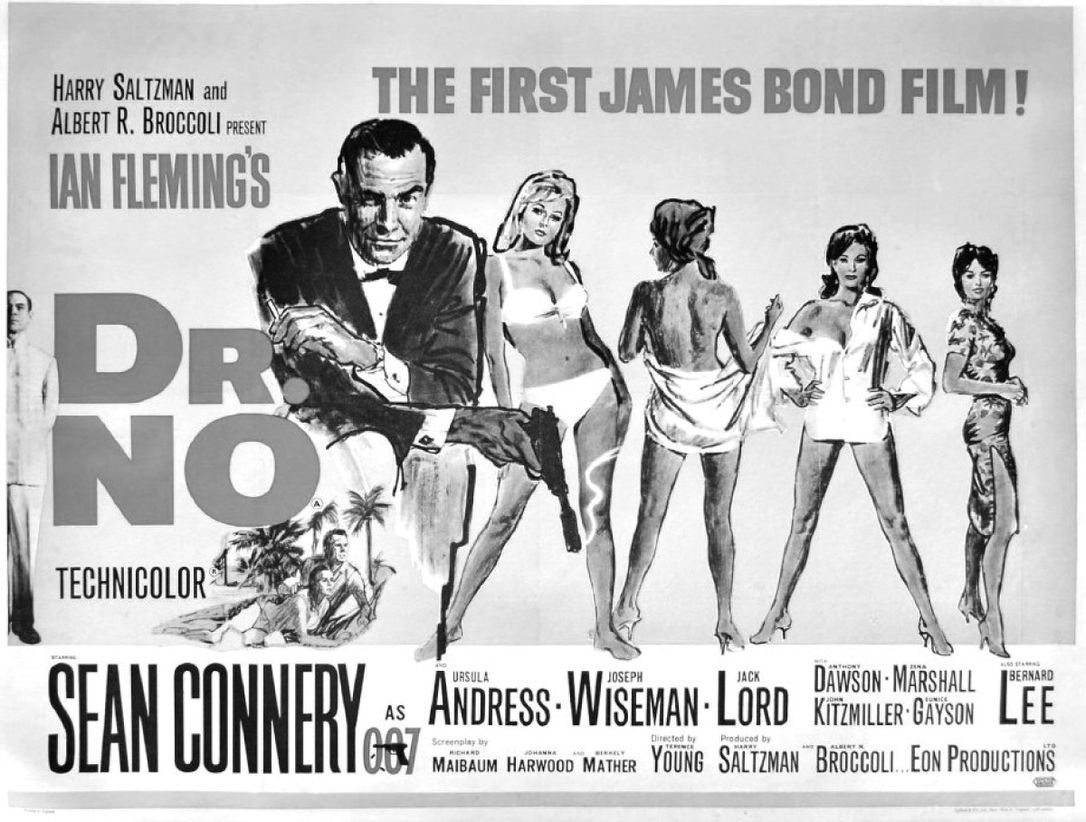 HARRY SALTZMAN and
ALBERT R. BROCCOLI PRESENT
IAN FLEMING'S
THE FIRST JAMES BOND FILM!
DR.
NO
A
TECHNICOLOR®
STARRING
SEAN CONNERY AS 007
AND
URSULA
ANDRESS · JOSEPH WISEMAN · JACK LORD
WITH
ANTHONY DAWSON · ZENA MARSHALL
JOHN KITZMILLER · EUNICE GAYSON
ALSO STARRING
BERNARD LEE
Screenplay by
RICHARD MAIBAUM JOHANNA HARWOOD AND BERKELY MATHER
Directed by
TERENCE YOUNG
Produced by
HARRY SALTZMAN AND ALBERT R. BROCCOLI...EON PRODUCTIONS LTD